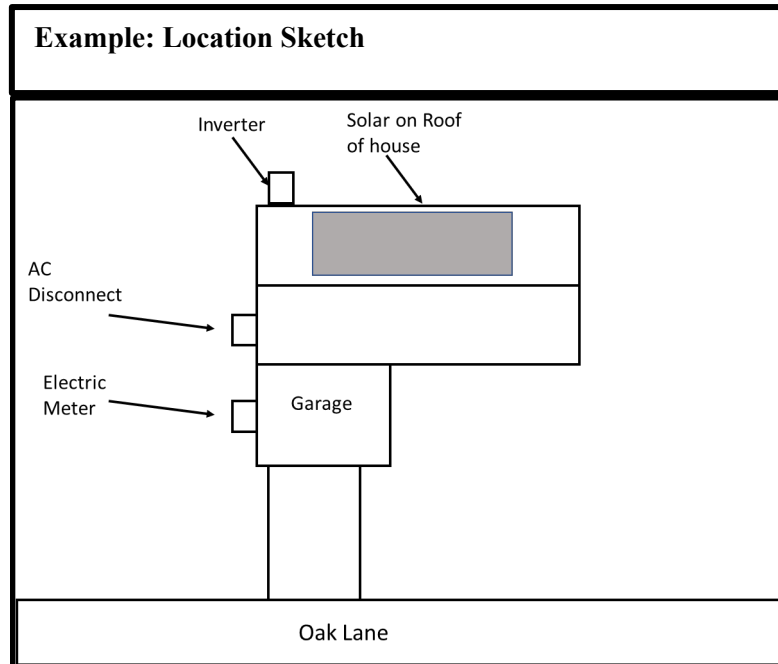 Example: Location Sketch
Inverter
Solar on Roof
of house
AC
Disconnect
Electric
Meter
Garage
Oak Lane